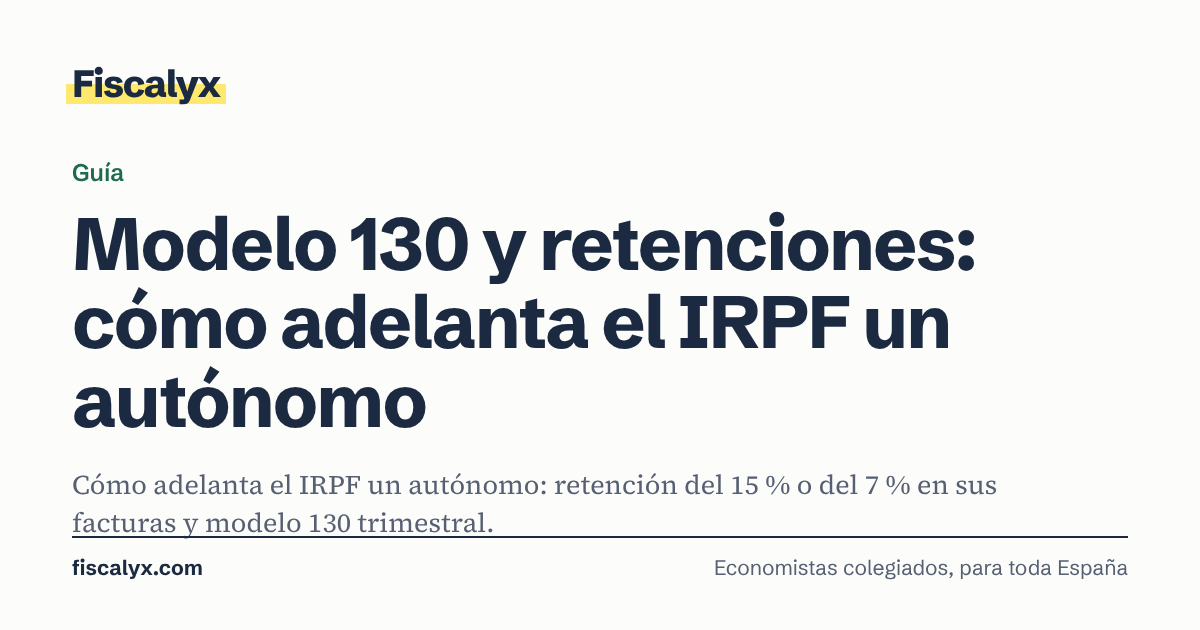 Fiscalyx
Guía
Modelo 130 y retenciones:
cómo adelanta el IRPF un
autónomo
Cómo adelanta el IRPF un autónomo: retención del 15 % o del 7 % en sus
facturas y modelo 130 trimestral.
fiscalyx.com
Economistas colegiados, para toda España